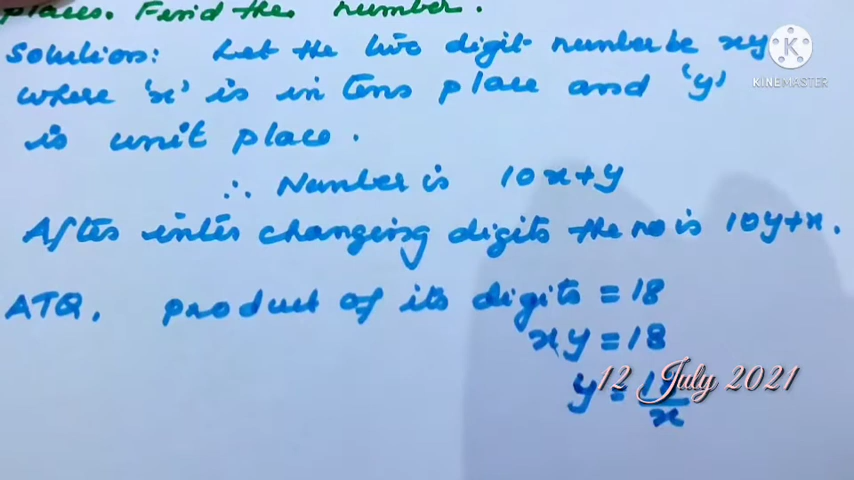 places. Find the number.
Solution: Let the two digit number be xy
where 'x' is in tens place and 'y'
is unit place.
∴ Number is 10x+y
After inter changing digits the no is 10y+x.
ATQ, product of its digits = 18
xy = 18
y = 18/x
KINEMASTER
12 July 2021